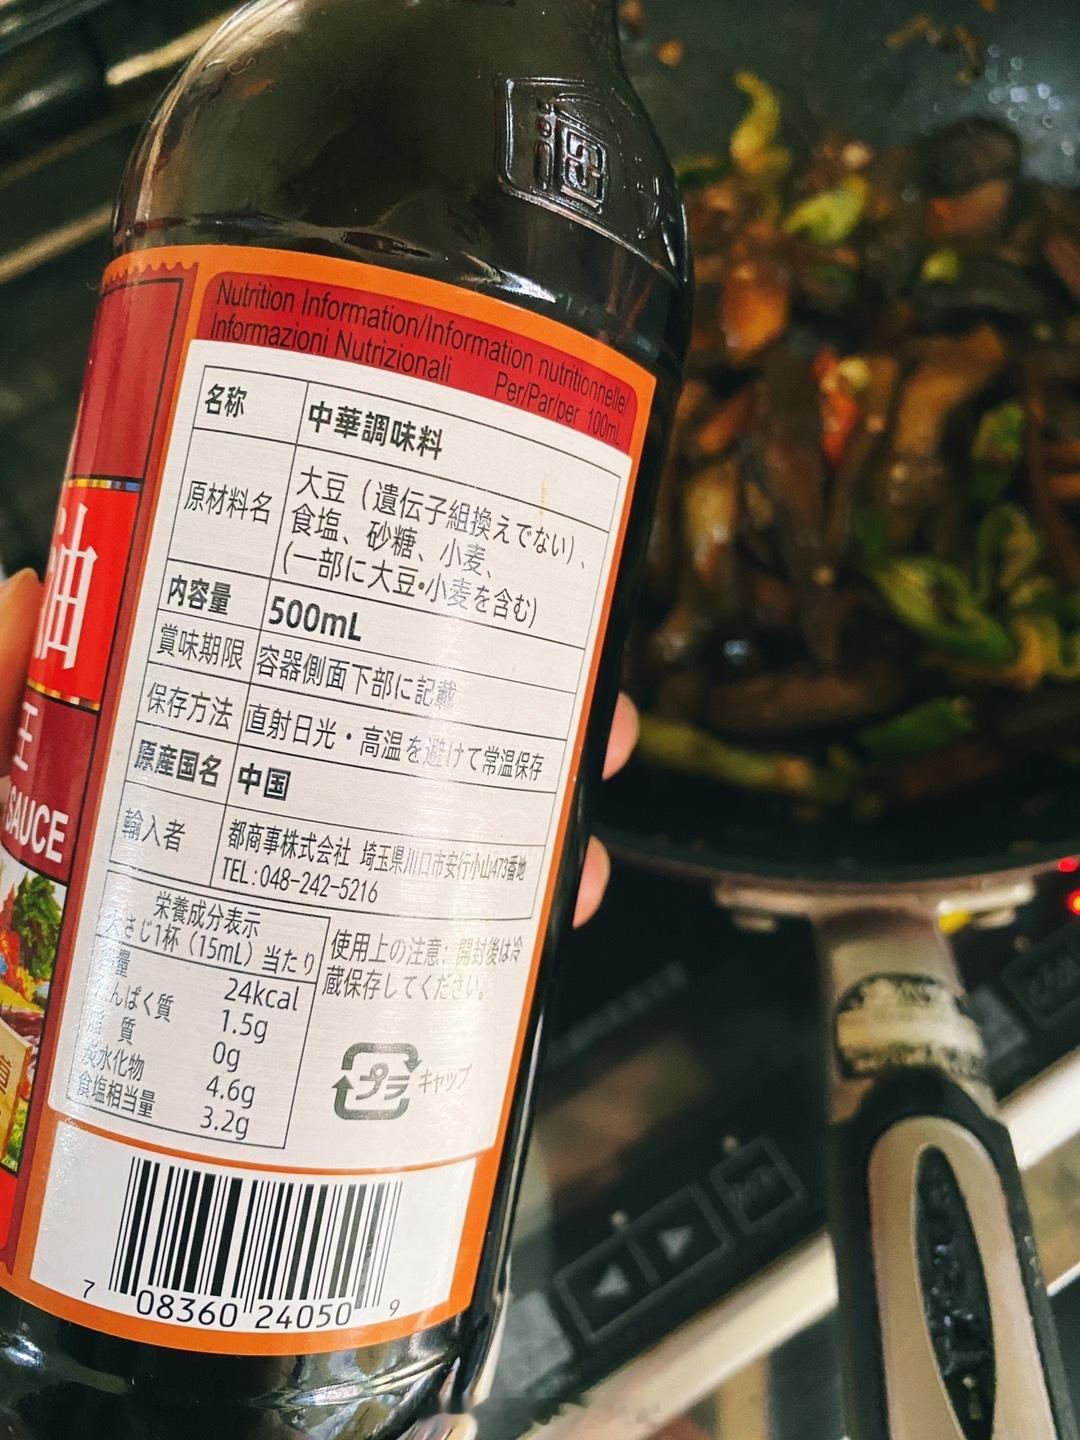 Nutrition Information/Information nutritionnelle/
Informazioni Nutrizionali Per/Par/per 100mL
名称 中華調味料
原材料名 大豆（遺伝子組換えでない）、
食塩、砂糖、小麦、
(一部に大豆•小麦を含む)
内容量 500mL
賞味期限 容器側面下部に記載
保存方法 直射日光・高温を避けて常温保存
原産国名 中国
輸入者 都商事株式会社 埼玉県川口市安行小山473番地
TEL:048-242-5216
栄養成分表示
大さじ1杯（15mL）当たり
量 24kcal
んぱく質 1.5g
質 0g
炭水化物 4.6g
食塩相当量 3.2g
使用上の注意：開封後は冷
蔵保存してください。
プラ キャップ
7 08360 24050 9
油
王
SAUCE